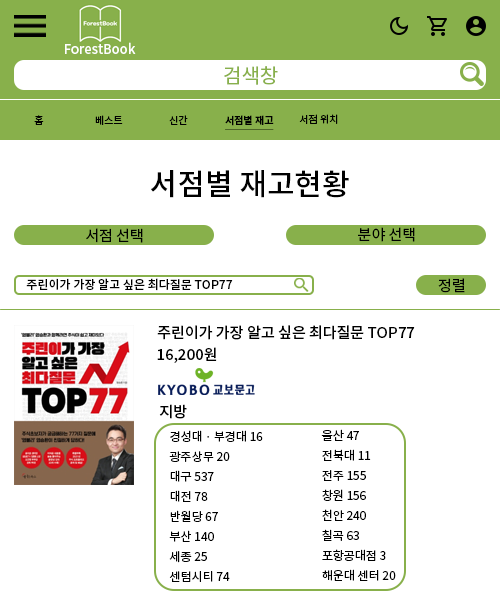 ForestBook
ForestBook
검색창
홈 베스트 신간 서점별 재고 서점 위치
서점별 재고현황
서점 선택 분야 선택
주린이가 가장 알고 싶은 최다질문 TOP77 정렬
주린이가 가장 알고 싶은 최다질문 TOP77
16,200원
주린이가 가장
알고 싶은
최다질문
TOP77
KYOBO 교보문고
지방
경성대ㆍ부경대 16
광주상무 20
대구 537
대전 78
반월당 67
부산 140
세종 25
센텀시티 74
울산 47
전북대 11
전주 155
창원 156
천안 240
칠곡 63
포항공대점 3
해운대 센터 20